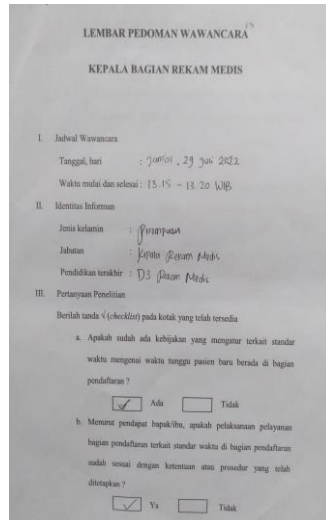 LEMBAR PEDOMAN WAWANCARA
KEPALA BAGIAN REKAM MEDIS
I. Jadwal Wawancara
Tanggal, hari : Jumat, 29 Juli 2022
Waktu mulai dan selesai : 13.15 - 13.20 WIB
II. Identitas Informan
Jenis kelamin : Perempuan
Jabatan : Kepala Rekam Medis
Pendidikan terakhir : D3 Rekam Medis
III. Pertanyaan Penelitian
Berilah tanda √ (checklist) pada kotak yang telah tersedia
a. Apakah sudah ada kebijakan yang mengatur terkait standar
waktu mengenai waktu tunggu pasien baru berada di bagian
pendaftaran ?
✓ Ada Tidak
b. Menurut pendapat bapak/ibu, apakah pelaksanaan pelayanan
bagian pendaftaran terkait standar waktu di bagian pendaftaran
sudah sesuai dengan ketentuan atau prosedur yang telah
ditetapkan ?
✓ Ya Tidak